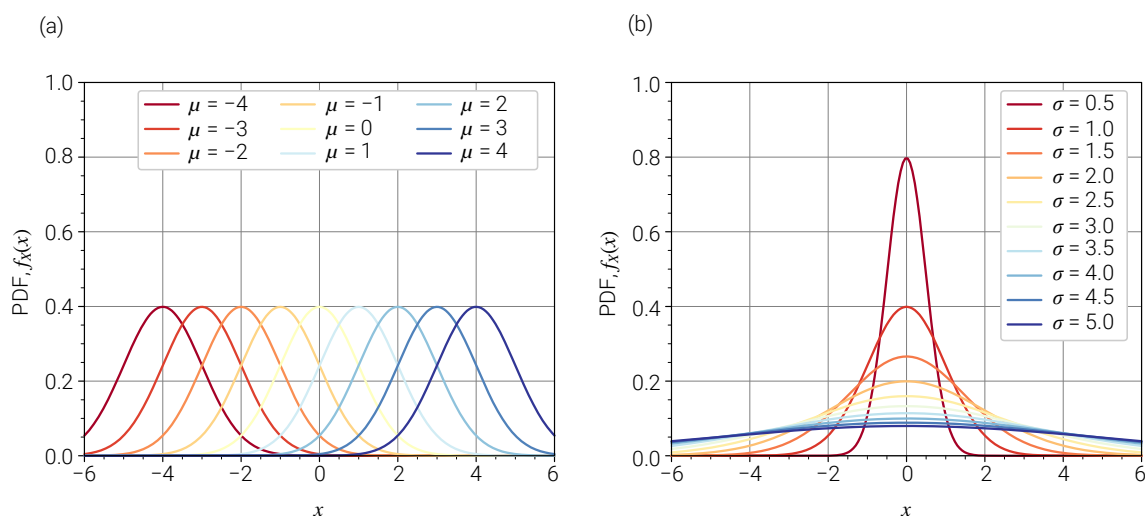 (a)
1.0
0.8
0.6
0.4
0.2
0.0
−6
−4
−2
0
2
4
6
PDF, fX(x)
x
μ = −4
μ = −3
μ = −2
μ = −1
μ = 0
μ = 1
μ = 2
μ = 3
μ = 4
(b)
1.0
0.8
0.6
0.4
0.2
0.0
−6
−4
−2
0
2
4
6
PDF, fX(x)
x
σ = 0.5
σ = 1.0
σ = 1.5
σ = 2.0
σ = 2.5
σ = 3.0
σ = 3.5
σ = 4.0
σ = 4.5
σ = 5.0